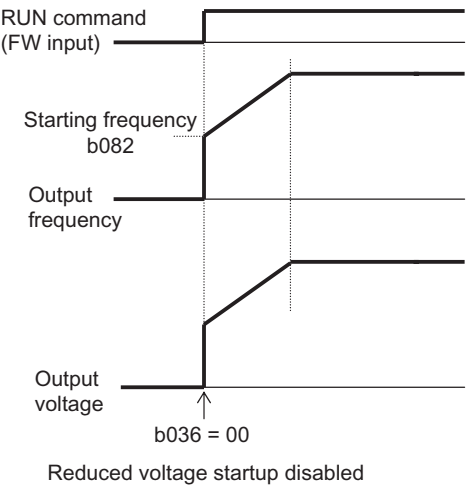 RUN command
(FW input)
Starting frequency
b082
Output
frequency
Output
voltage
b036 = 00
Reduced voltage startup disabled